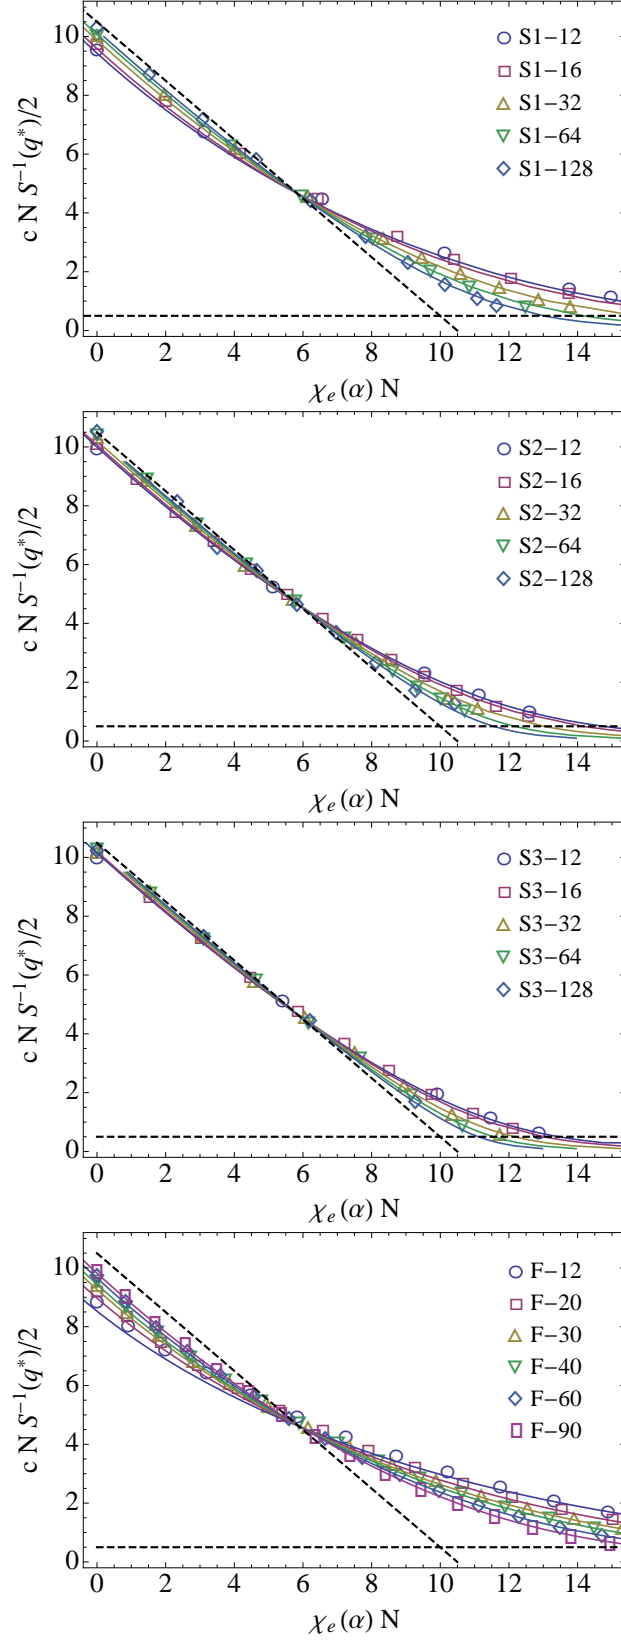 c N S⁻¹(q*)/2
10
8
6
4
2
0
S1−12
S1−16
S1−32
S1−64
S1−128
0 2 4 6 8 10 12 14
χₑ(α) N
c N S⁻¹(q*)/2
10
8
6
4
2
0
S2−12
S2−16
S2−32
S2−64
S2−128
0 2 4 6 8 10 12 14
χₑ(α) N
c N S⁻¹(q*)/2
10
8
6
4
2
0
S3−12
S3−16
S3−32
S3−64
S3−128
0 2 4 6 8 10 12 14
χₑ(α) N
c N S⁻¹(q*)/2
10
8
6
4
2
0
F−12
F−20
F−30
F−40
F−60
F−90
0 2 4 6 8 10 12 14
χₑ(α) N